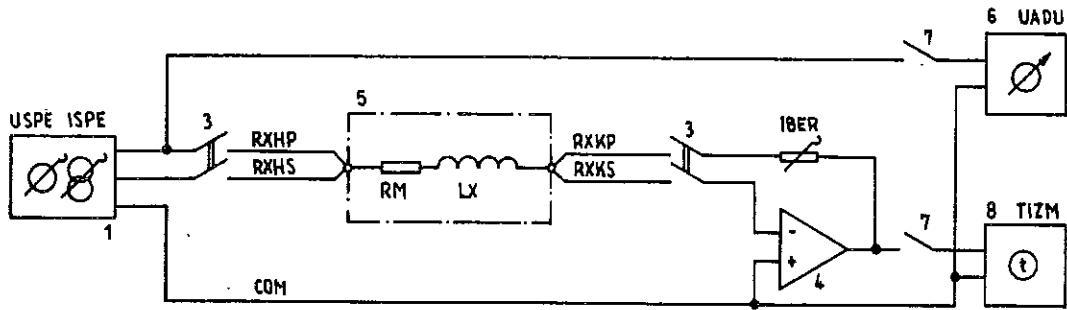 6 UADU
7
5
USPE ISPE
3
3
IBER
RXHP
RXKP
RXHS
RXKS
RM
LX
7
8 TIZM
1
-
+
t
4
COM